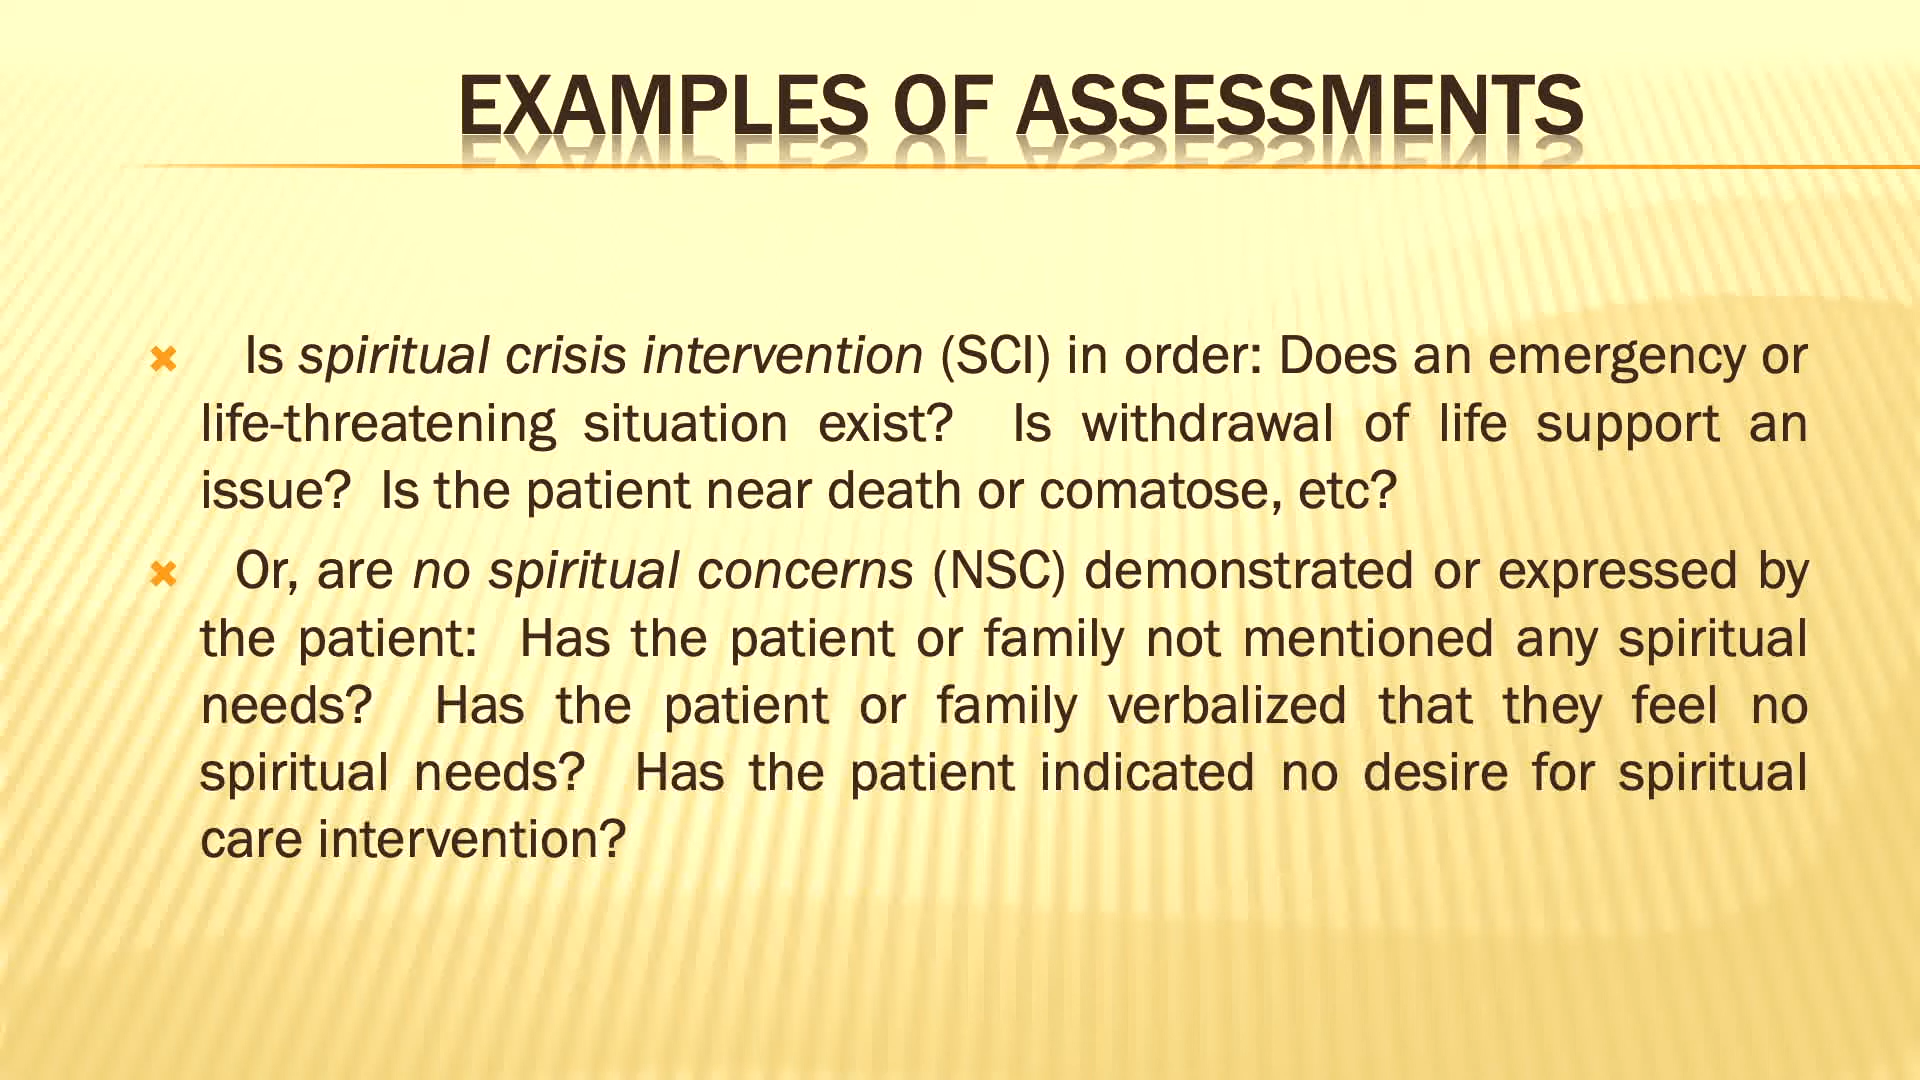 EXAMPLES OF ASSESSMENTS
Is spiritual crisis intervention (SCI) in order: Does an emergency or
life-threatening situation exist? Is withdrawal of life support an
issue? Is the patient near death or comatose, etc?
Or, are no spiritual concerns (NSC) demonstrated or expressed by
the patient: Has the patient or family not mentioned any spiritual
needs? Has the patient or family verbalized that they feel no
spiritual needs? Has the patient indicated no desire for spiritual
care intervention?